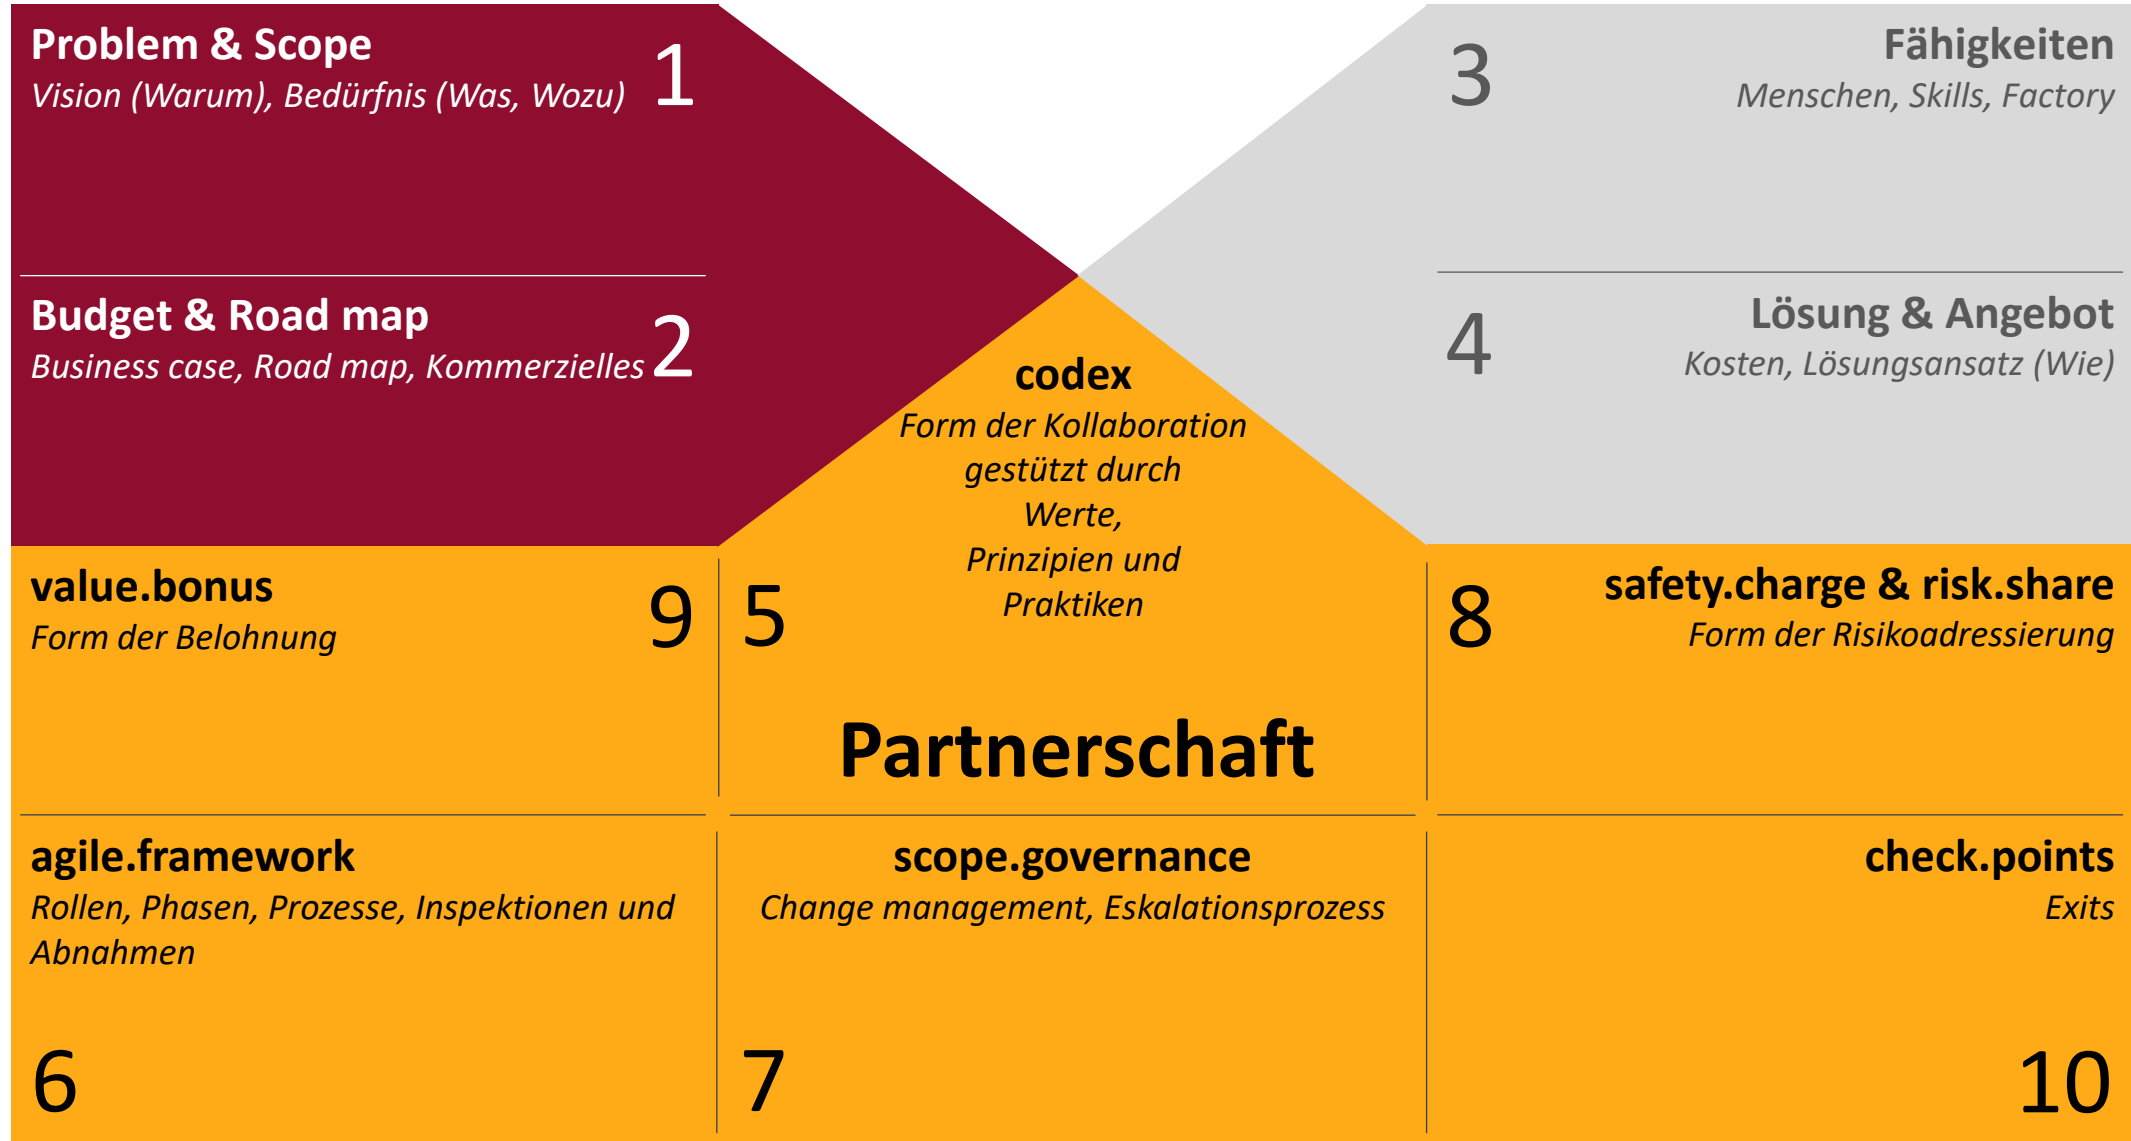 Problem & Scope
Vision (Warum), Bedürfnis (Was, Wozu)
1
Budget & Road map
Business case, Road map, Kommerzielles
2
3
Fähigkeiten
Menschen, Skills, Factory
4
Lösung & Angebot
Kosten, Lösungsansatz (Wie)
codex
Form der Kollaboration
gestützt durch
Werte,
Prinzipien und
Praktiken
5
Partnerschaft
value.bonus
Form der Belohnung
9
8
safety.charge & risk.share
Form der Risikoadressierung
agile.framework
Rollen, Phasen, Prozesse, Inspektionen und
Abnahmen
6
scope.governance
Change management, Eskalationsprozess
7
check.points
Exits
10